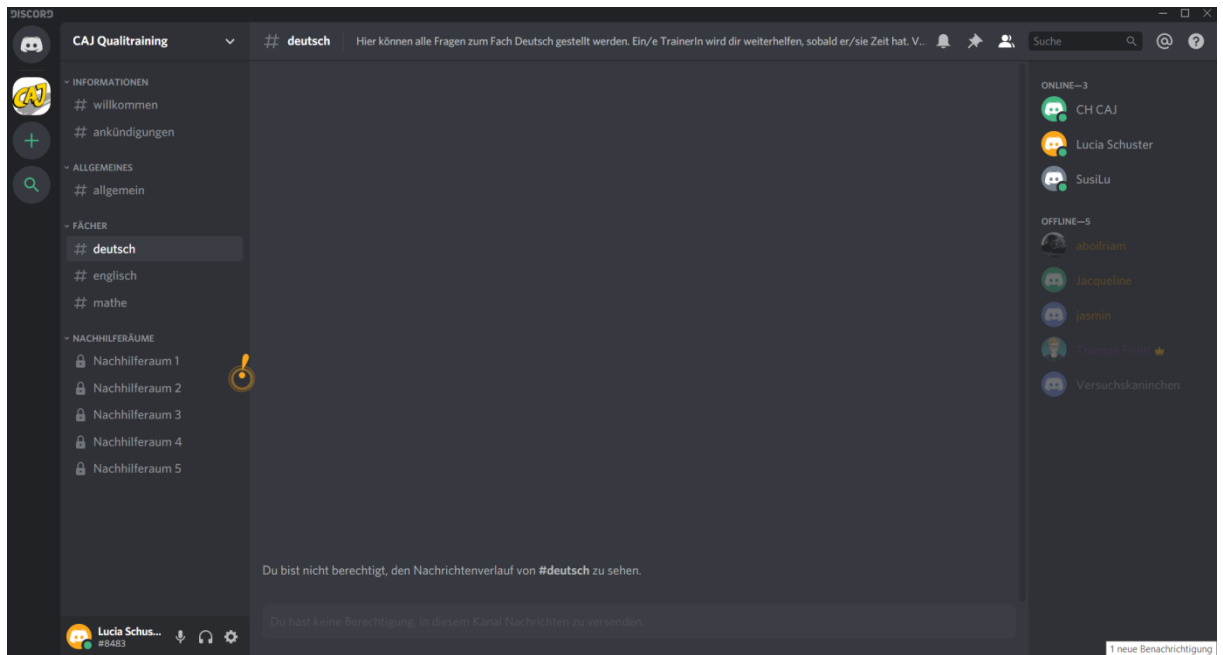 DISCORD
CAJ Qualitraining
# deutsch
Hier können alle Fragen zum Fach Deutsch gestellt werden. Ein/e TrainerIn wird dir weiterhelfen, sobald er/sie Zeit hat. V...
Suche
CAJ
INFORMATIONEN
# willkommen
# ankündigungen
ALLGEMEINES
# allgemein
FÄCHER
# deutsch
# englisch
# mathe
NACHHILFERÄUME
Nachhilferaum 1
Nachhilferaum 2
Nachhilferaum 3
Nachhilferaum 4
Nachhilferaum 5
Lucia Schus...
#8483
Du bist nicht berechtigt, den Nachrichtenverlauf von #deutsch zu sehen.
Du hast keine Berechtigung, in diesem Kanal Nachrichten zu versenden.
ONLINE—3
CH CAJ
Lucia Schuster
SusiLu
OFFLINE—5
aboilriam
Jacqueline
jasmin
Thomas
Versuchskaninchen
1 neue Benachrichtigung